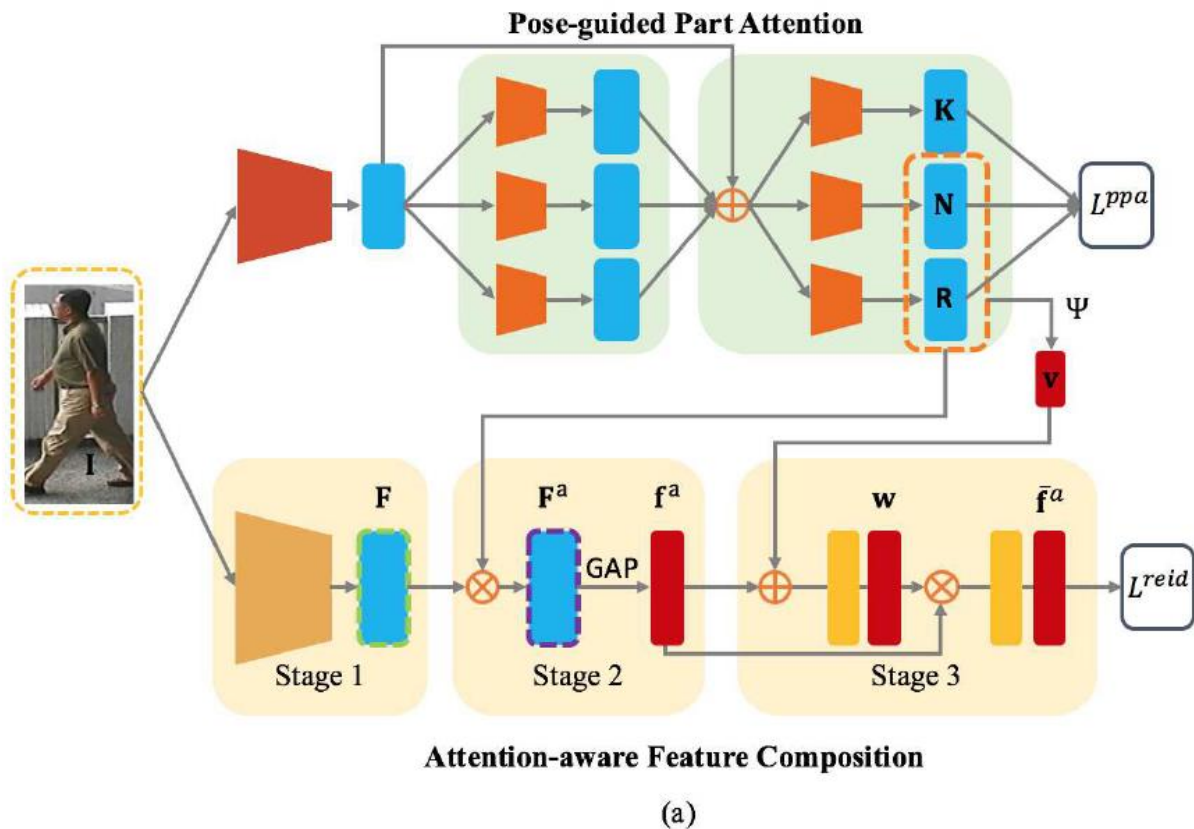 Pose-guided Part Attention
K
N
R
L^{ppa}
Ψ
v
I
F
F^a
GAP
f^a
w
f̄^a
L^{reid}
Stage 1
Stage 2
Stage 3
Attention-aware Feature Composition
(a)